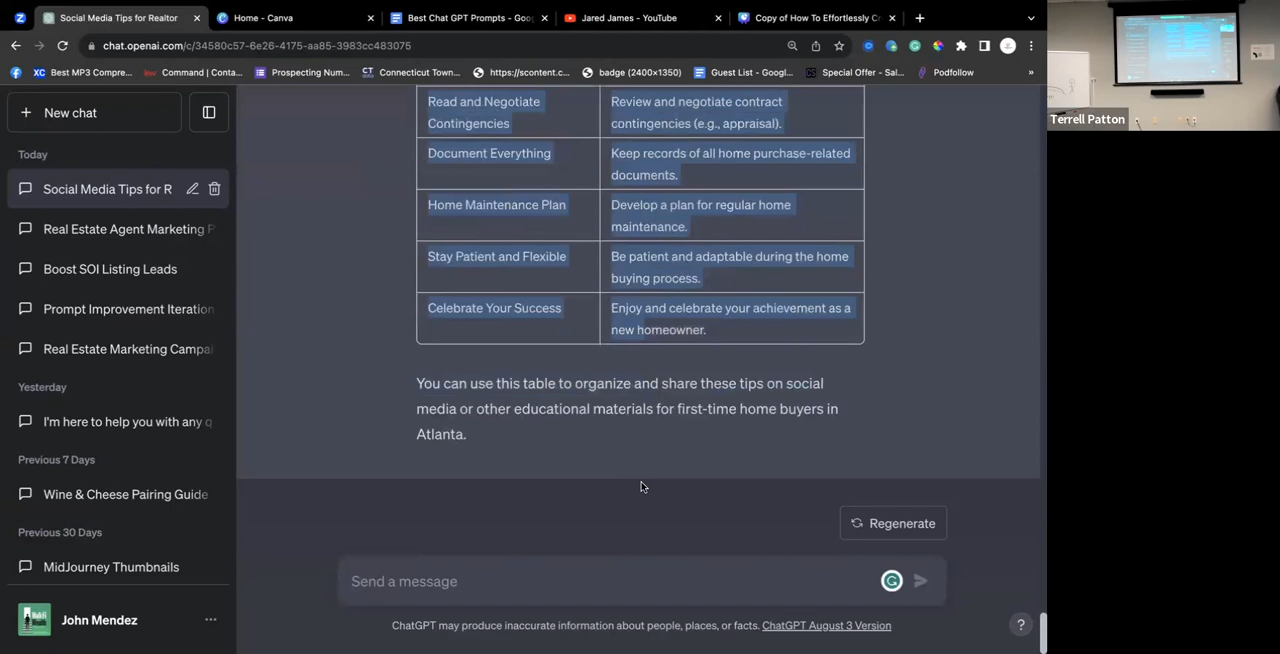 Social Media Tips for Realtor
Home - Canva
Best Chat GPT Prompts - Goo
Jared James - YouTube
Copy of How To Effortlessly C
chat.openai.com/c/34580c57-6e26-4175-aa85-3983cc483075
Best MP3 Compre...
Command | Conta...
Prospecting Num...
Connecticut Town...
https://scontent.c...
badge (2400×1350)
Guest List - Googl...
Special Offer - Sal...
Podfollow
»
+ New chat
Today
Social Media Tips for R
Real Estate Agent Marketing P
Boost SOI Listing Leads
Prompt Improvement Iteration
Real Estate Marketing Campai
Yesterday
I'm here to help you with any q
Previous 7 Days
Wine & Cheese Pairing Guide
Previous 30 Days
MidJourney Thumbnails
John Mendez
Read and Negotiate
Contingencies
Review and negotiate contract
contingencies (e.g., appraisal).
Document Everything
Keep records of all home purchase-related
documents.
Home Maintenance Plan
Develop a plan for regular home
maintenance.
Stay Patient and Flexible
Be patient and adaptable during the home
buying process.
Celebrate Your Success
Enjoy and celebrate your achievement as a
new homeowner.
You can use this table to organize and share these tips on social
media or other educational materials for first-time home buyers in
Atlanta.
Regenerate
Send a message
ChatGPT may produce inaccurate information about people, places, or facts. ChatGPT August 3 Version
?
Terrell Patton